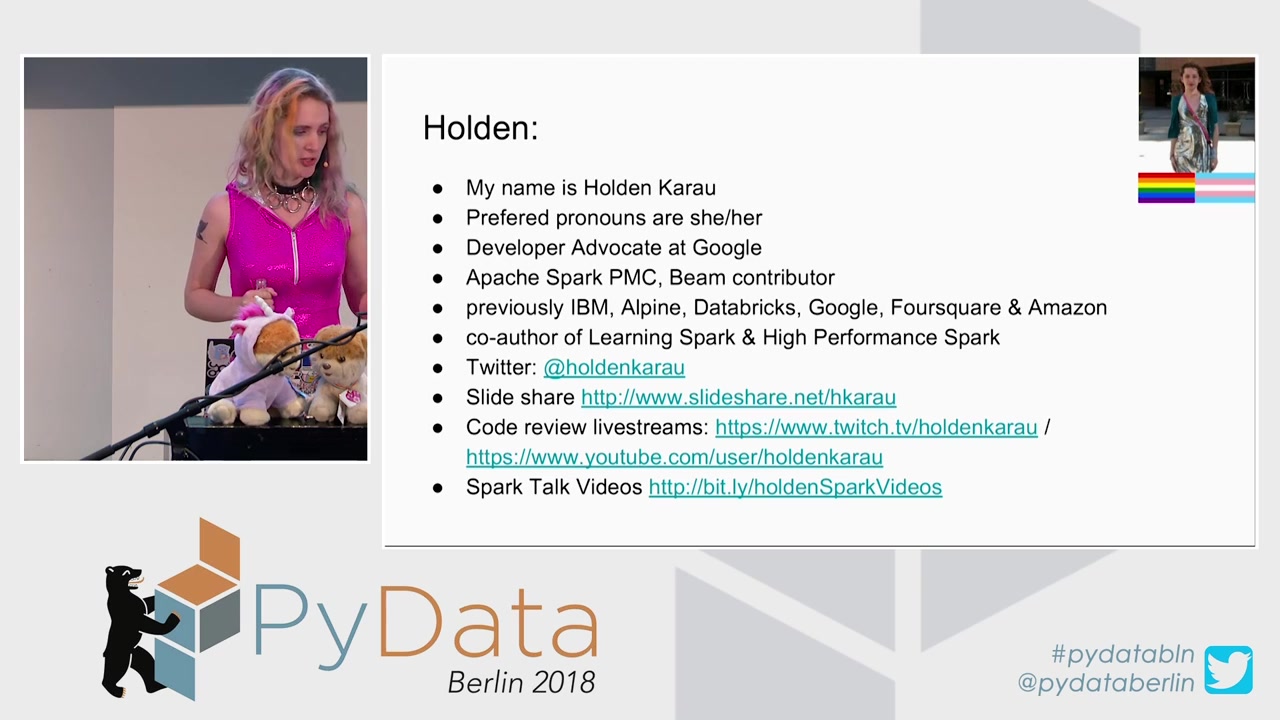 Holden:
● My name is Holden Karau
● Prefered pronouns are she/her
● Developer Advocate at Google
● Apache Spark PMC, Beam contributor
● previously IBM, Alpine, Databricks, Google, Foursquare & Amazon
● co-author of Learning Spark & High Performance Spark
● Twitter: @holdenkarau
● Slide share http://www.slideshare.net/hkarau
● Code review livestreams: https://www.twitch.tv/holdenkarau /
https://www.youtube.com/user/holdenkarau
● Spark Talk Videos http://bit.ly/holdenSparkVideos
PyData
Berlin 2018
#pydatabln
@pydataberlin